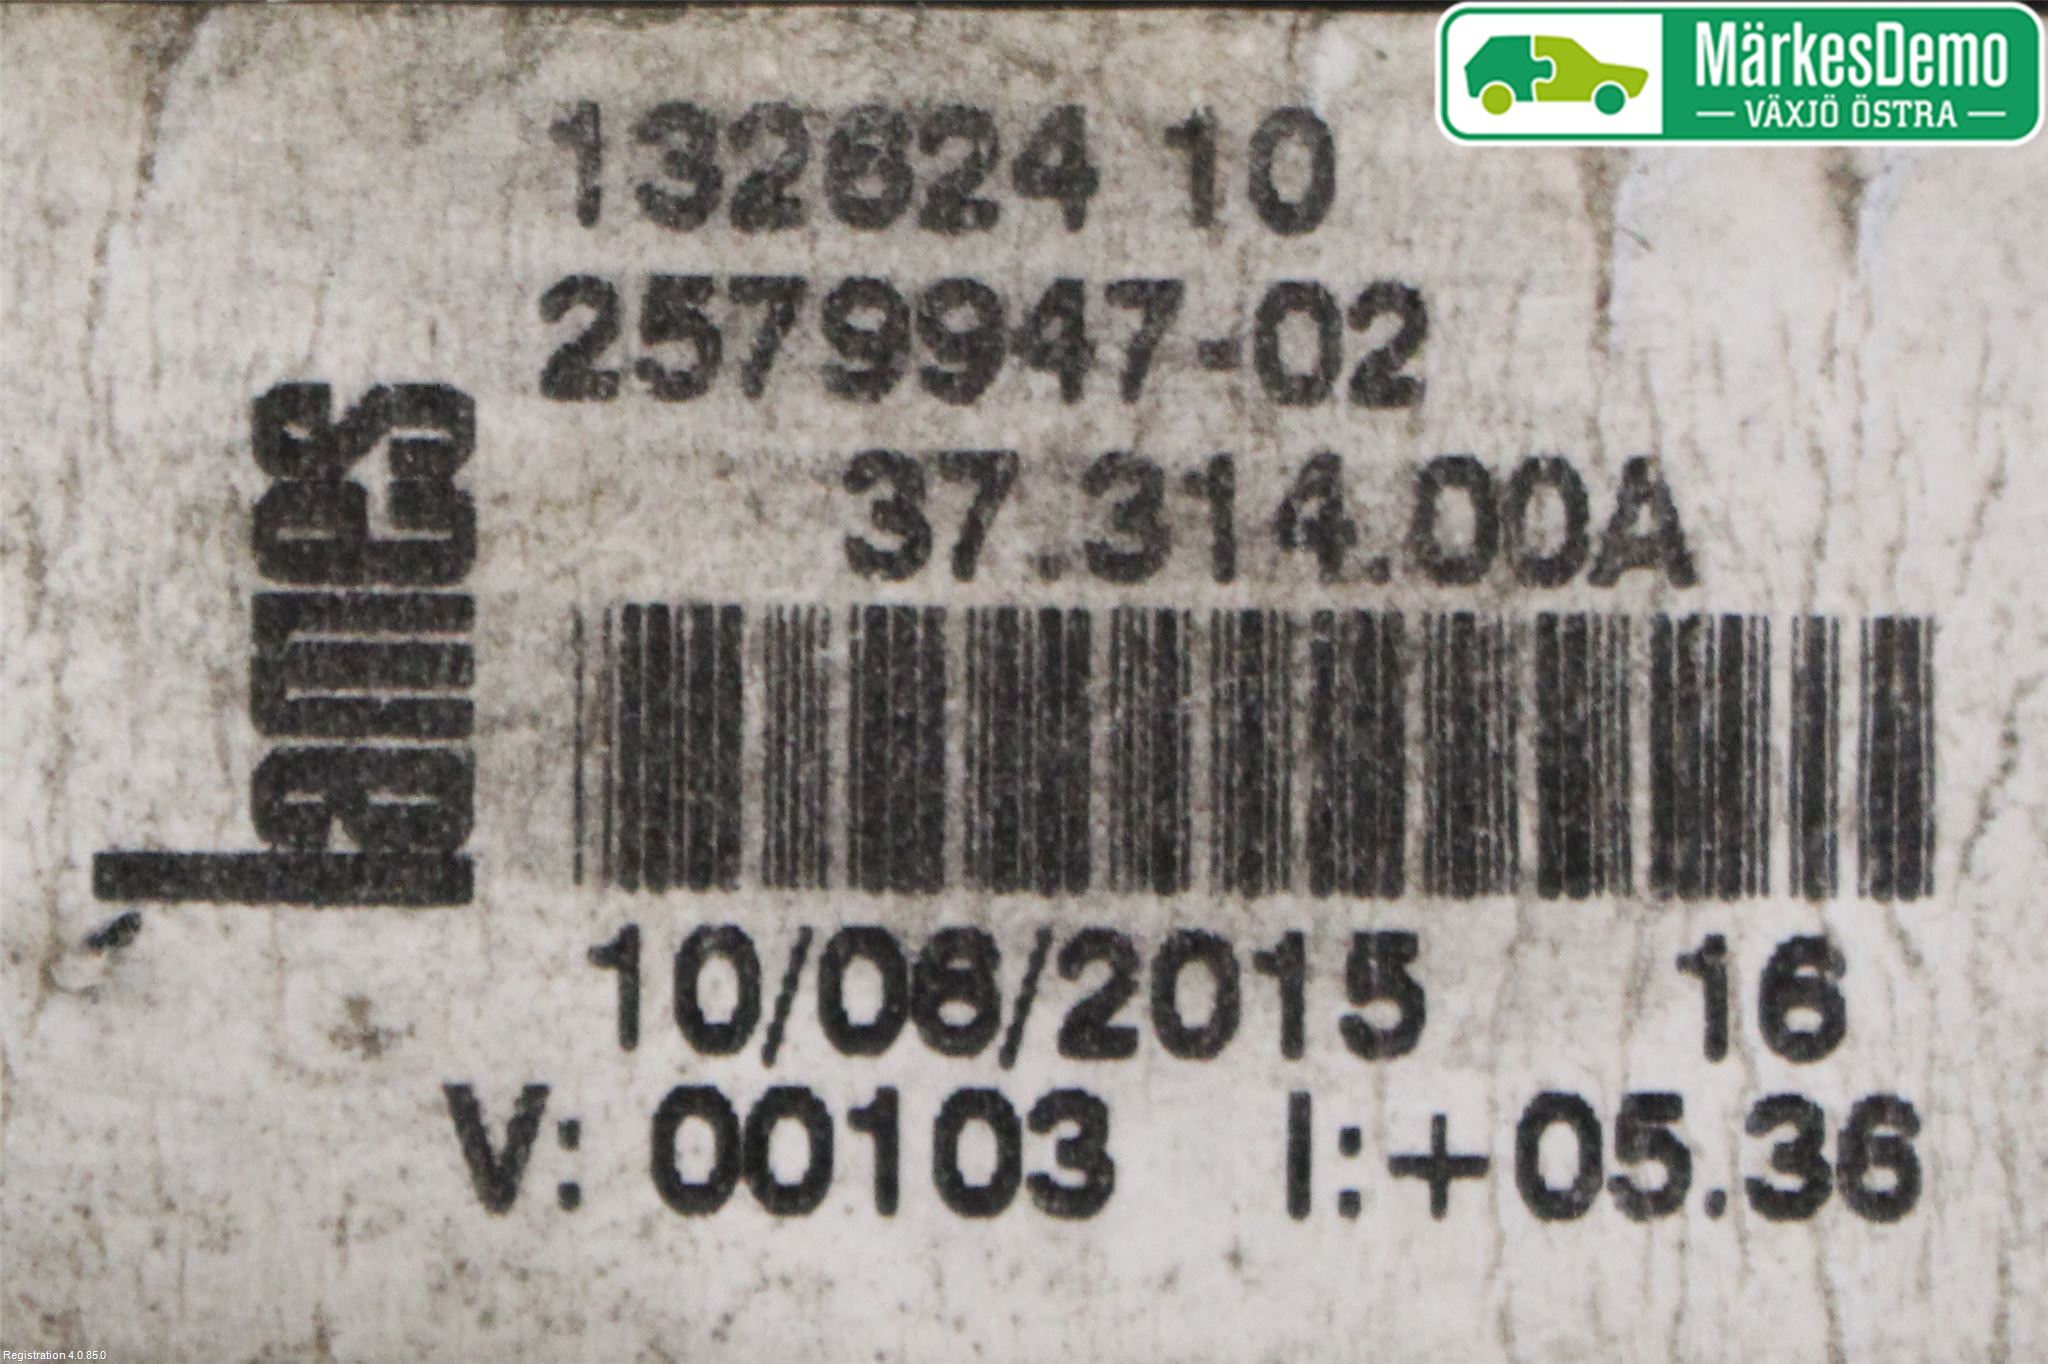 MärkesDemo
VÄXJÖ ÖSTRA
132624 10
2579947-02
37.314.00A
10/08/2015 16
V: 00103 I:+05.36
Registration 4.0.85.0